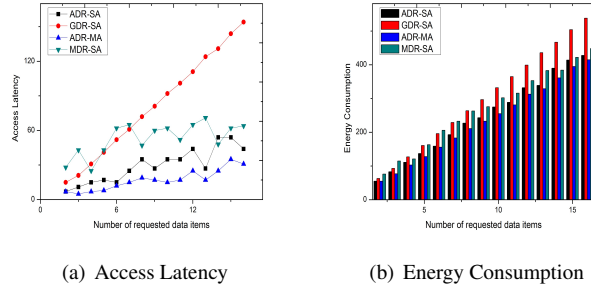 ADR-SA
GDR-SA
ADR-MA
MDR-SA
Access Latency
120
60
0
0
6
12
Number of requested data items
(a) Access Latency
ADR-SA
GDR-SA
ADR-MA
MDR-SA
Energy Consumption
400
200
0
5
10
15
Number of requested data items
(b) Energy Consumption